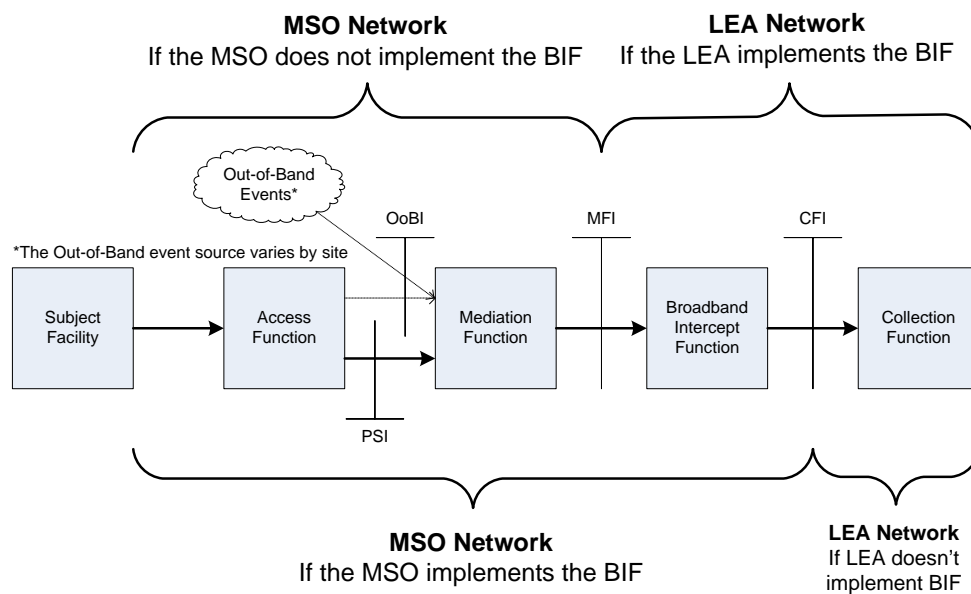 MSO Network
If the MSO does not implement the BIF
LEA Network
If the LEA implements the BIF
Out-of-Band
Events*
OoBI
MFI
CFI
*The Out-of-Band event source varies by site
Subject
Facility
Access
Function
Mediation
Function
Broadband
Intercept
Function
Collection
Function
PSI
MSO Network
If the MSO implements the BIF
LEA Network
If LEA doesn't
implement BIF